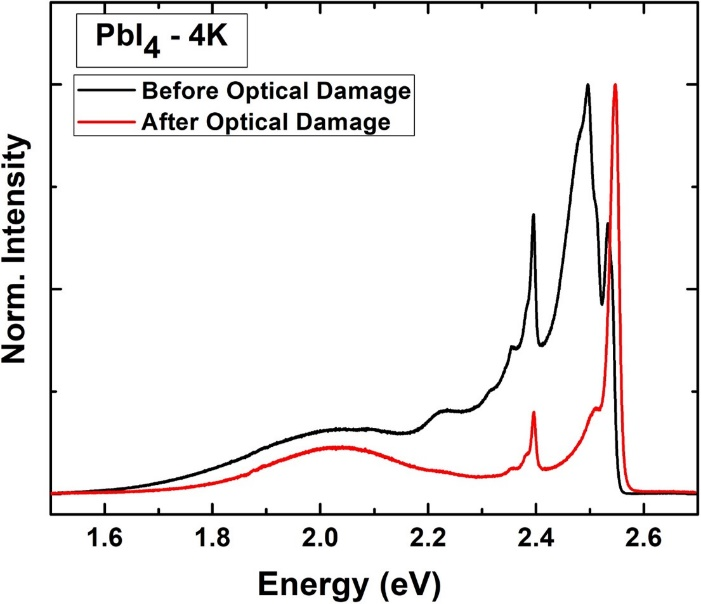 PbI4 - 4K
Before Optical Damage
After Optical Damage
Norm. Intensity
1.6 1.8 2.0 2.2 2.4 2.6
Energy (eV)